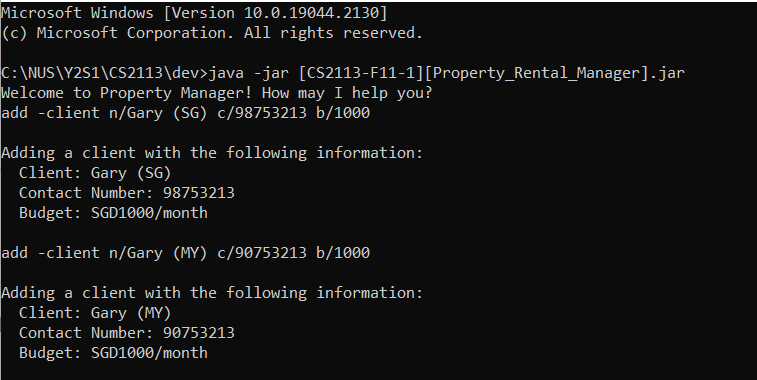 Microsoft Windows [Version 10.0.19044.2130]
(c) Microsoft Corporation. All rights reserved.
C:\NUS\Y2S1\CS2113\dev>java -jar [CS2113-F11-1][Property_Rental_Manager].jar
Welcome to Property Manager! How may I help you?
add -client n/Gary (SG) c/98753213 b/1000
Adding a client with the following information:
Client: Gary (SG)
Contact Number: 98753213
Budget: SGD1000/month
add -client n/Gary (MY) c/90753213 b/1000
Adding a client with the following information:
Client: Gary (MY)
Contact Number: 90753213
Budget: SGD1000/month